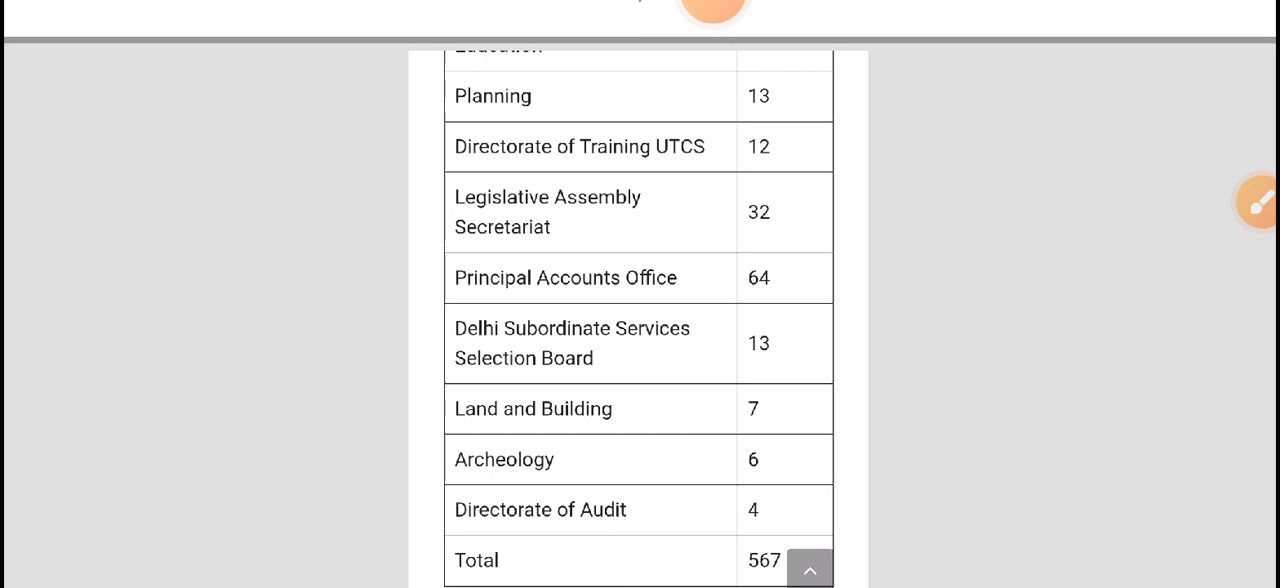 Planning 13
Directorate of Training UTCS 12
Legislative Assembly
Secretariat 32
Principal Accounts Office 64
Delhi Subordinate Services
Selection Board 13
Land and Building 7
Archeology 6
Directorate of Audit 4
Total 567